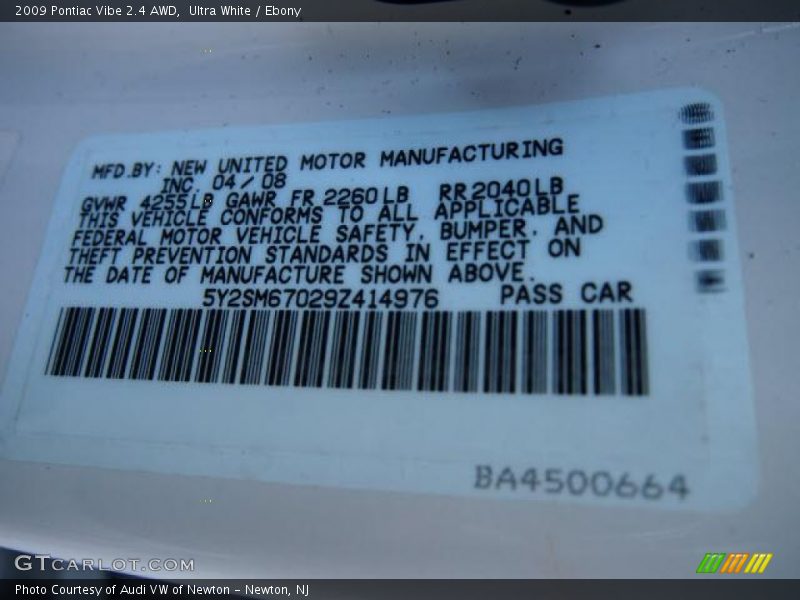 2009 Pontiac Vibe 2.4 AWD,  Ultra White / Ebony
MFD.BY: NEW UNITED MOTOR MANUFACTURING
INC. 04/08
GVWR 4255LB GAWR FR 2260LB RR2040LB
THIS VEHICLE CONFORMS TO ALL APPLICABLE
FEDERAL MOTOR VEHICLE SAFETY, BUMPER, AND
THEFT PREVENTION STANDARDS IN EFFECT ON
THE DATE OF MANUFACTURE SHOWN ABOVE.
5Y2SM67029Z414976 PASS CAR
BA4500664
GTCARLOT.COM
Photo Courtesy of Audi VW of Newton - Newton, NJ